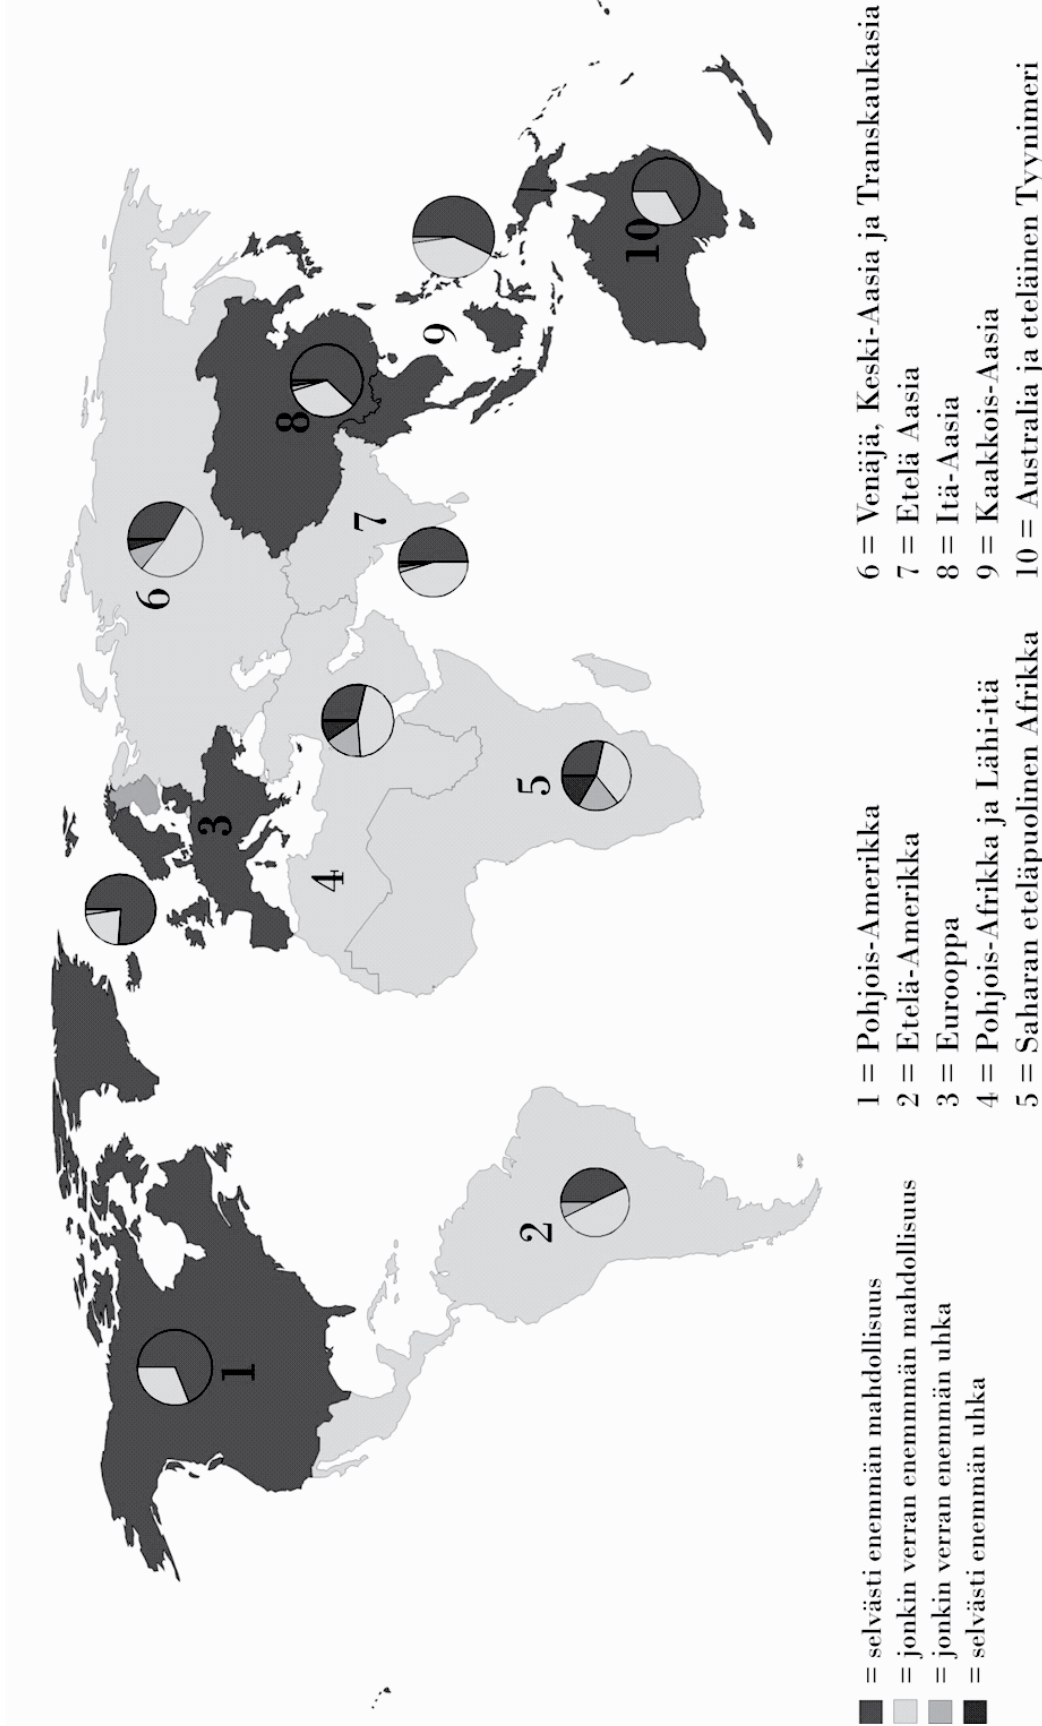 1
2
3
4
5
6
7
8
9
10
= selvästi enemmän mahdollisuus
= jonkin verran enemmmän mahdollisuus
= jonkin verran enemmän uhka
= selvästi enemmän uhka
1 = Pohjois-Amerikka
2 = Etelä-Amerikka
3 = Eurooppa
4 = Pohjois-Afrikka ja Lähi-itä
5 = Saharan eteläpuolinen Afrikka
6 = Venäjä, Keski-Aasia ja Transkaukasia
7 = Etelä Aasia
8 = Itä-Aasia
9 = Kaakkois-Aasia
10 = Australia ja eteläinen Tyynimeri